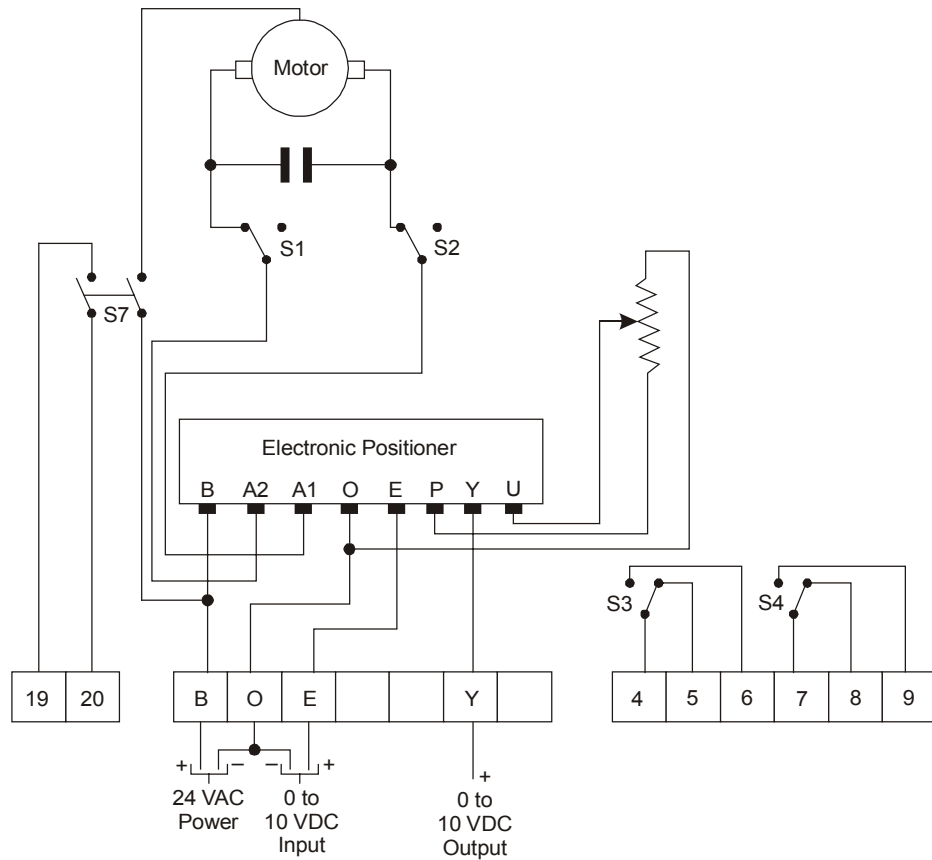 Motor
S1
S2
S7
Electronic Positioner
B A2 A1 O E P Y U
S3
S4
19 20
B O E Y
4 5 6 7 8 9
+ – – +
24 VAC
Power
0 to
10 VDC
Input
+
0 to
10 VDC
Output